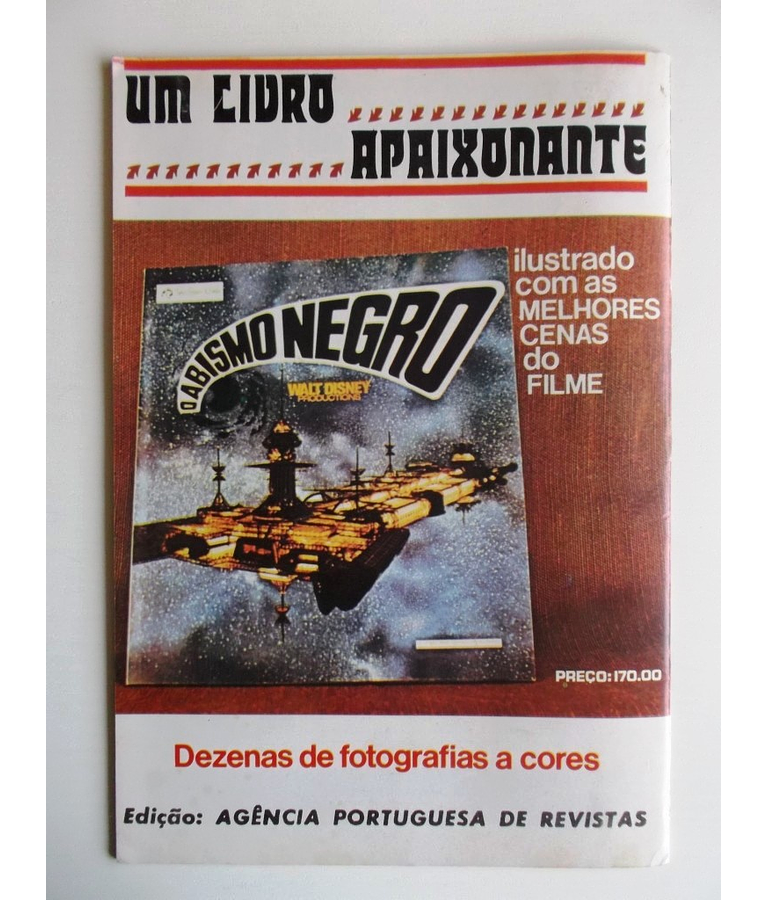 UM LIVRO
APAIXONANTE
ilustrado
com as
MELHORES
CENAS
do
FILME
O ABISMO NEGRO
WALT DISNEY
PRODUCTIONS
PREÇO: 170.00
Dezenas de fotografias a cores
Edição: AGÊNCIA PORTUGUESA DE REVISTAS